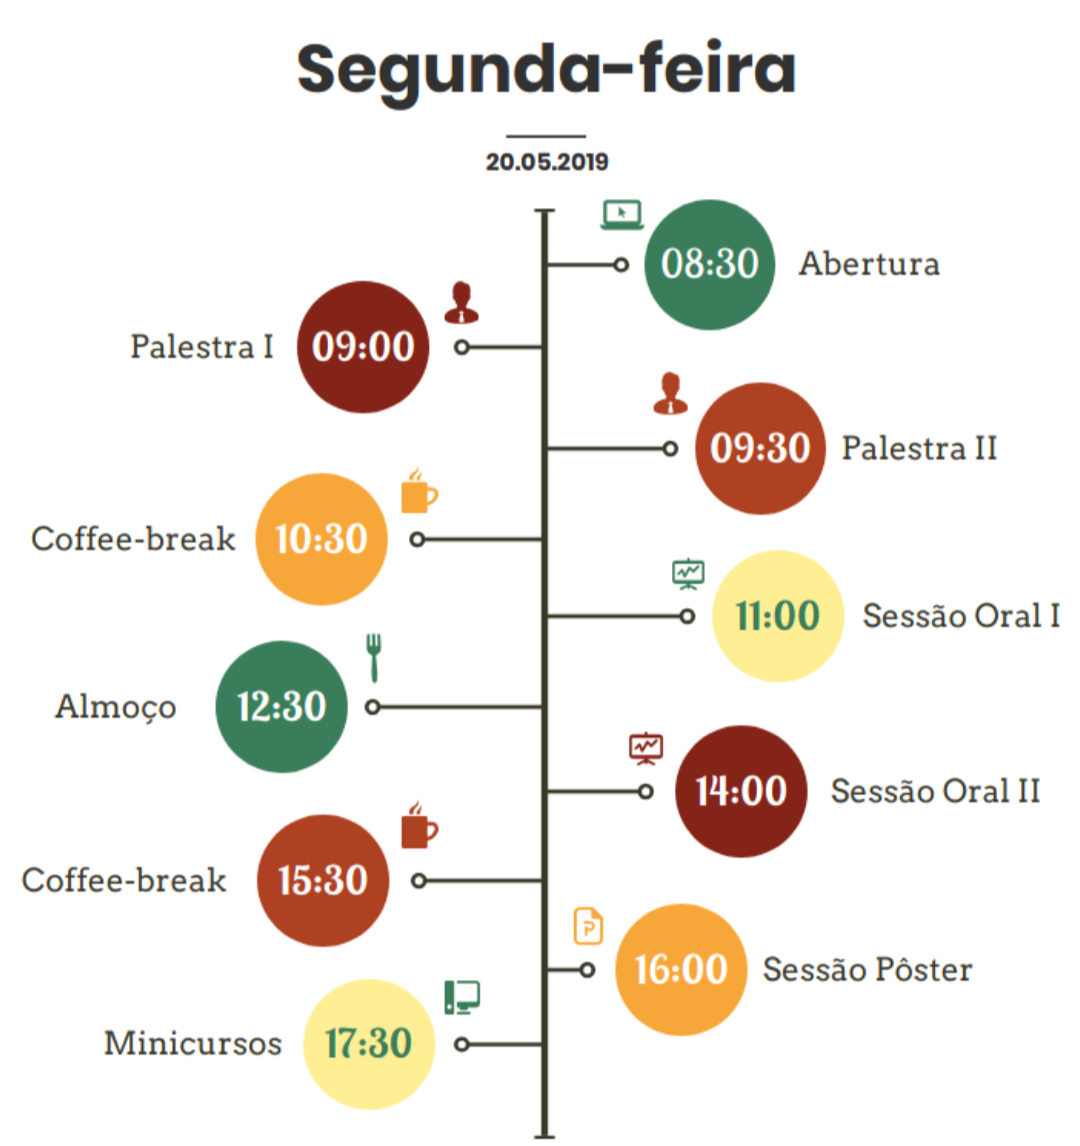 Segunda-feira
20.05.2019
08:30 Abertura
Palestra I 09:00
09:30 Palestra II
Coffee-break 10:30
11:00 Sessão Oral I
Almoço 12:30
14:00 Sessão Oral II
Coffee-break 15:30
16:00 Sessão Pôster
Minicursos 17:30